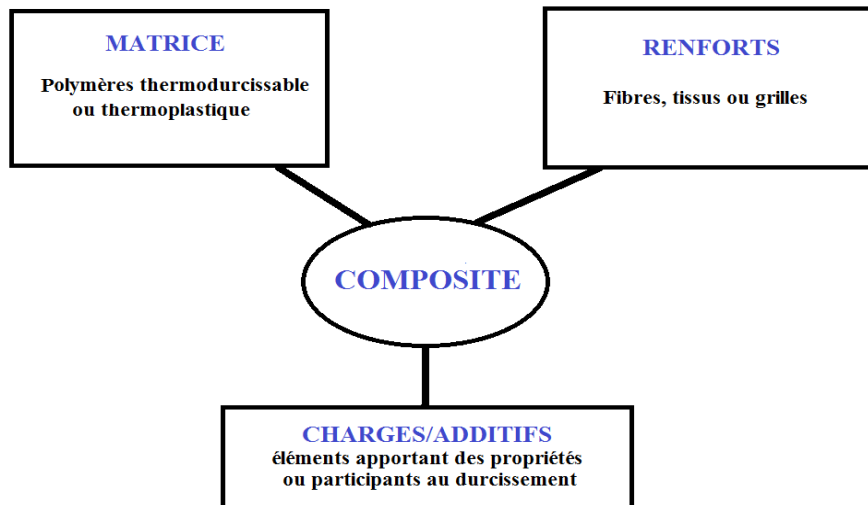 MATRICE
Polymères thermodurcissable
ou thermoplastique
RENFORTS
Fibres, tissus ou grilles
COMPOSITE
CHARGES/ADDITIFS
éléments apportant des propriétés
ou participants au durcissement